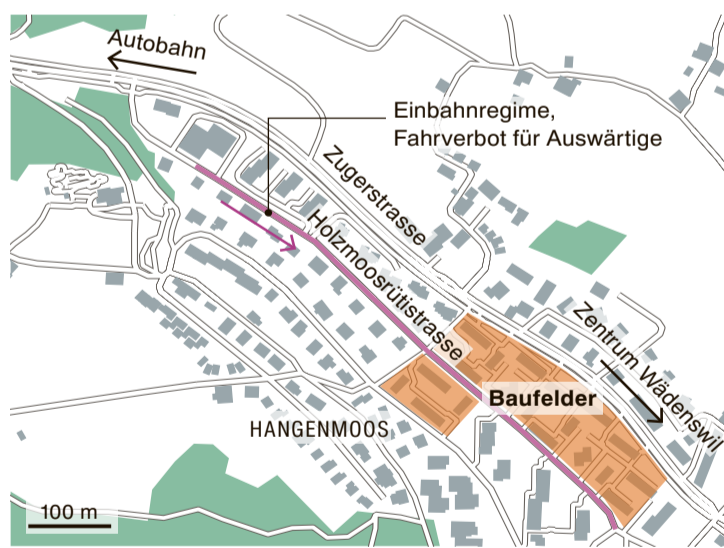 Autobahn
Einbahnregime,
Fahrverbot für Auswärtige
Zugerstrasse
Holzmoosrütistrasse
Zentrum Wädenswil
Baufelder
HANGENMOOS
100 m